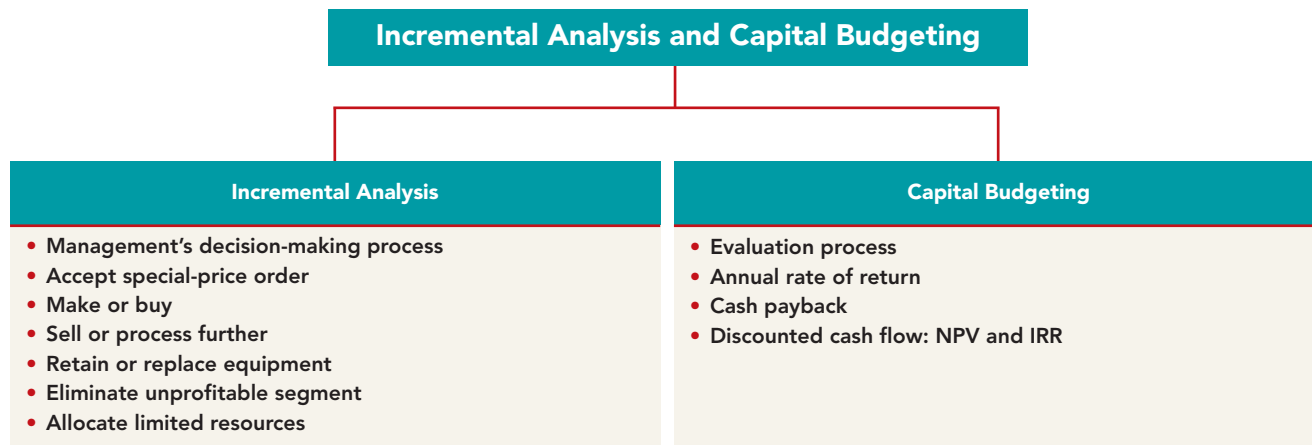 Incremental Analysis and Capital Budgeting
Incremental Analysis
• Management’s decision-making process
• Accept special-price order
• Make or buy
• Sell or process further
• Retain or replace equipment
• Eliminate unprofitable segment
• Allocate limited resources
Capital Budgeting
• Evaluation process
• Annual rate of return
• Cash payback
• Discounted cash flow: NPV and IRR